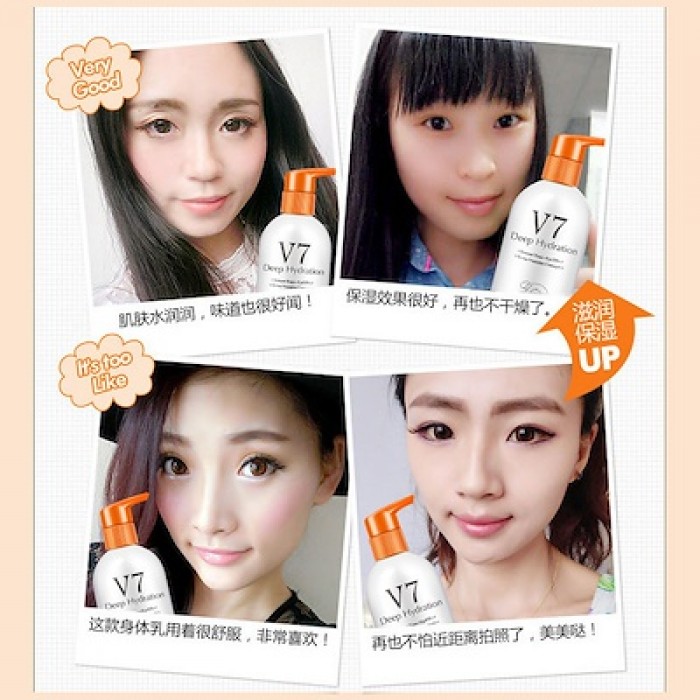 Very
Good
V7
Deep Hydration
肌肤水润润，味道也很好闻！
V7
Deep Hydration
保湿效果很好，再也不干燥了。
滋润
保湿
UP
It's too
Like
V7
Deep Hydration
这款身体乳用着很舒服，非常喜欢！
V7
Deep Hydration
再也不怕近距离拍照了，美美哒！